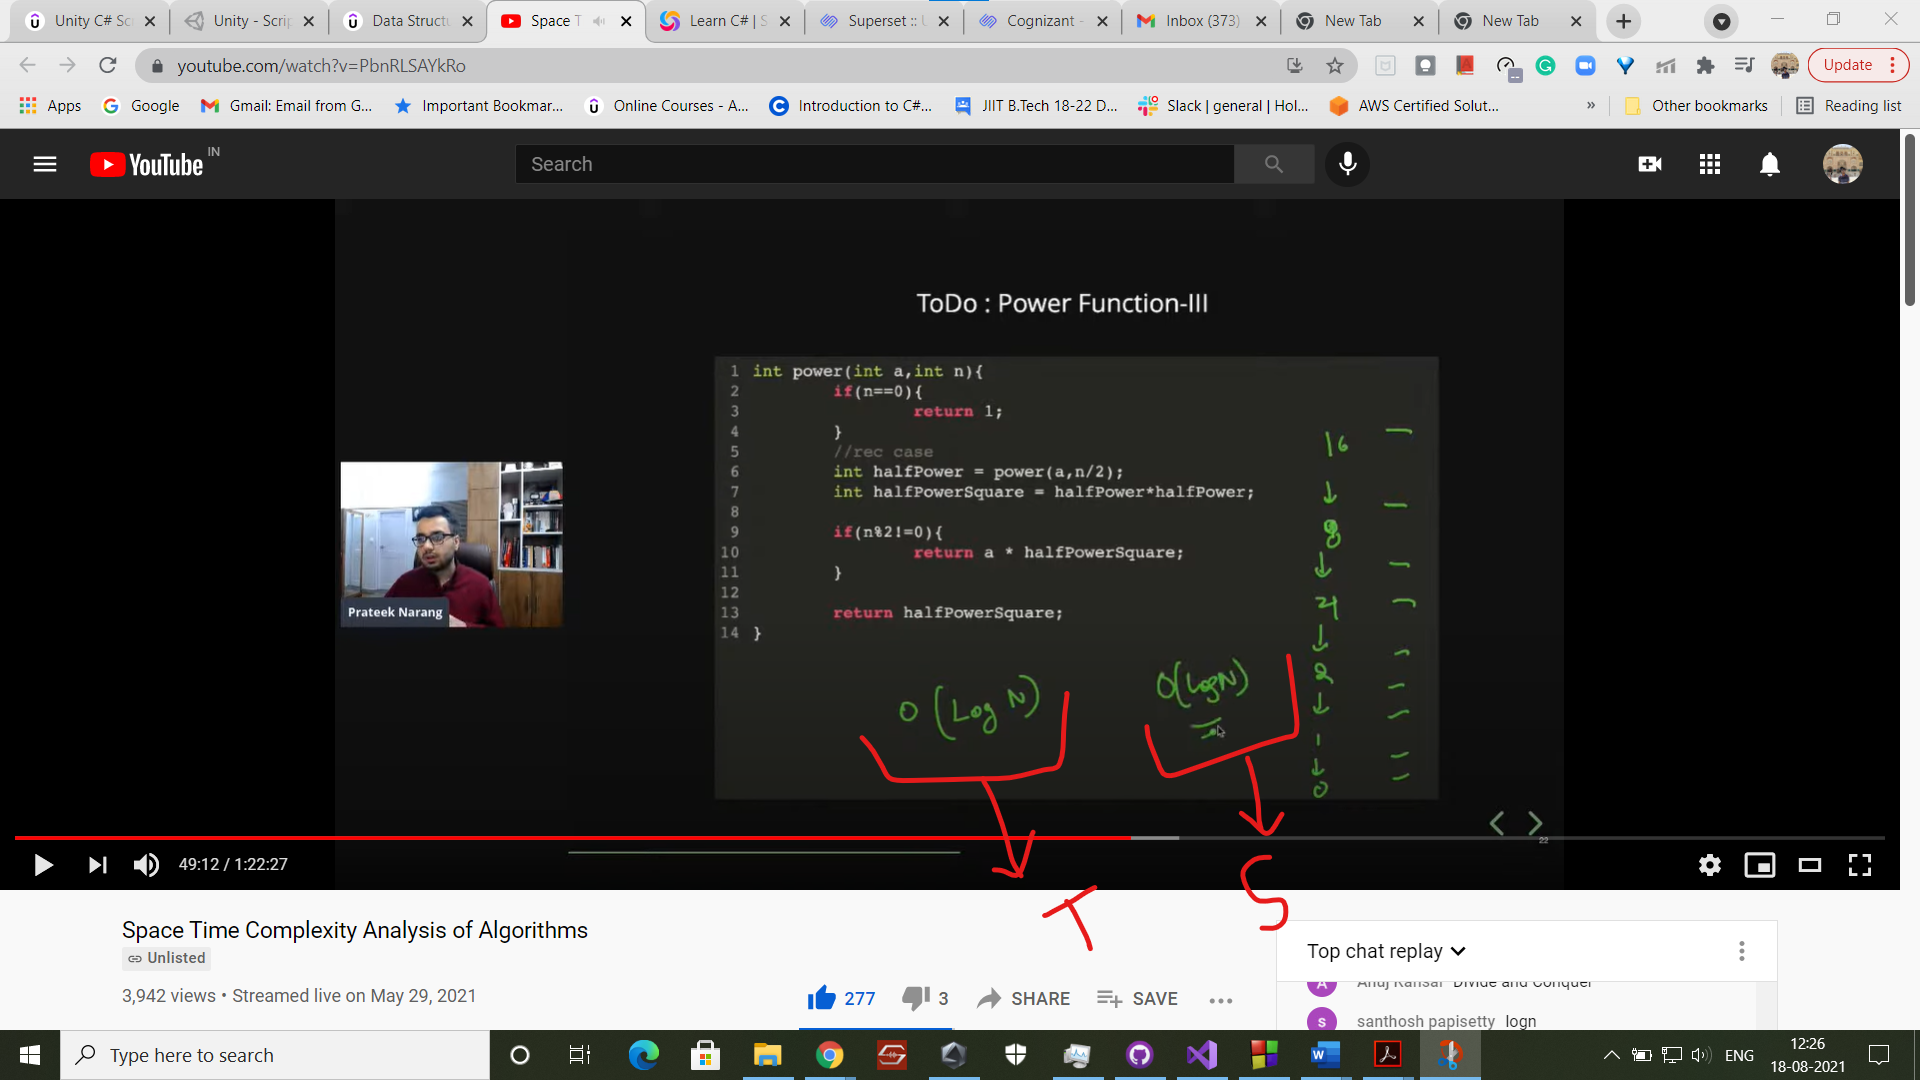 Unity C# Sc
Unity - Scrip
Data Structu
Space T
Learn C# | S
Superset :: U
Cognizant -
Inbox (373)
New Tab
New Tab
youtube.com/watch?v=PbnRLSAYkRo
Update
Apps
Google
Gmail: Email from G...
Important Bookmar...
Online Courses - A...
Introduction to C#...
JIIT B.Tech 18-22 D...
Slack | general | Hol...
AWS Certified Solut...
»
Other bookmarks
Reading list
YouTube IN
Search
ToDo : Power Function-III
1 int power(int a,int n){
2 if(n==0){
3 return 1;
4 }
5 //rec case
6 int halfPower = power(a,n/2);
7 int halfPowerSquare = halfPower*halfPower;
8
9 if(n%2!=0){
10 return a * halfPowerSquare;
11 }
12
13 return halfPowerSquare;
14 }
16
8
4
2
1
0
Prateek Narang
O (Log N)
O(LogN)
22
49:12 / 1:22:27
T
S
Space Time Complexity Analysis of Algorithms
Unlisted
3,942 views • Streamed live on May 29, 2021
277
3
SHARE
SAVE
Top chat replay
A Anuj Kansal Divide and Conquer
s santhosh papisetty logn
Type here to search
ENG
12:26
18-08-2021